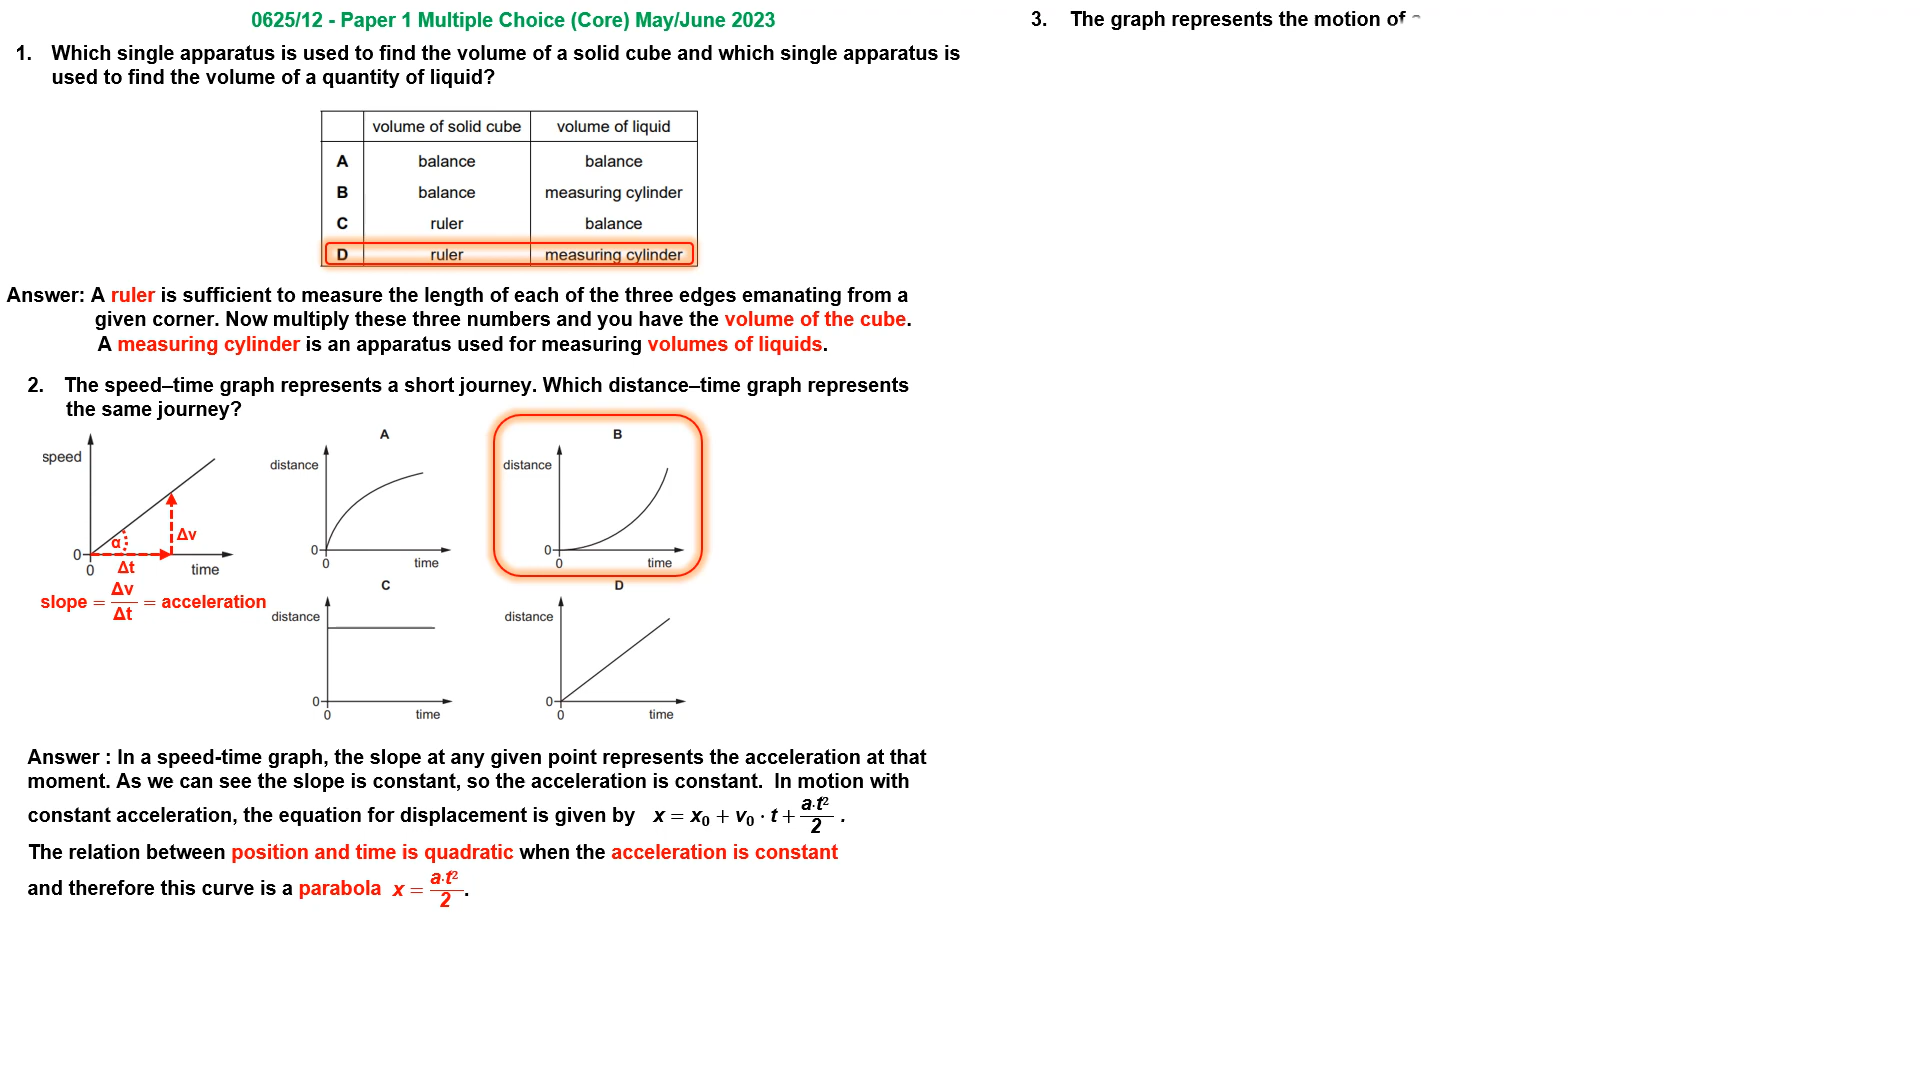 0625/12 - Paper 1 Multiple Choice (Core) May/June 2023
1. Which single apparatus is used to find the volume of a solid cube and which single apparatus is
used to find the volume of a quantity of liquid?
volume of solid cube volume of liquid
A balance balance
B balance measuring cylinder
C ruler balance
D ruler measuring cylinder
Answer: A ruler is sufficient to measure the length of each of the three edges emanating from a
given corner. Now multiply these three numbers and you have the volume of the cube.
A measuring cylinder is an apparatus used for measuring volumes of liquids.
2. The speed–time graph represents a short journey. Which distance–time graph represents
the same journey?
speed
α
Δv
0
0
Δt
time
slope = Δv/Δt = acceleration
A
distance
0
0
time
B
distance
0
0
time
C
distance
0
0
time
D
distance
0
0
time
Answer : In a speed-time graph, the slope at any given point represents the acceleration at that
moment. As we can see the slope is constant, so the acceleration is constant. In motion with
constant acceleration, the equation for displacement is given by x = x₀ + v₀ · t + a·t²/2 .
The relation between position and time is quadratic when the acceleration is constant
and therefore this curve is a parabola x = a·t²/2 .
3. The graph represents the motion of